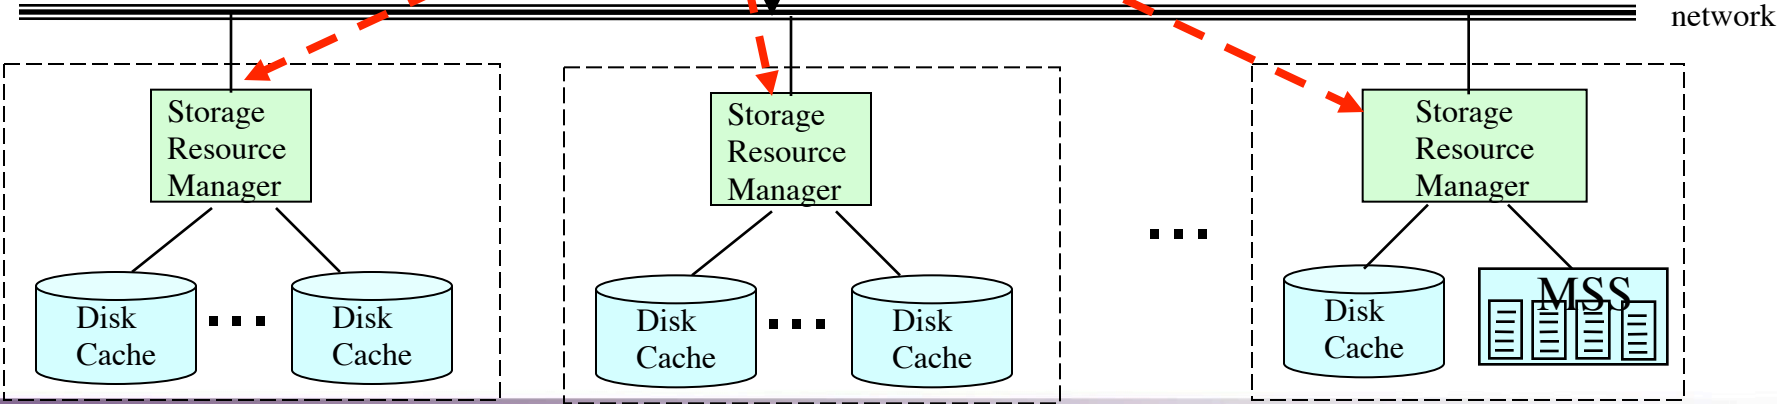 network
Storage
Resource
Manager
Storage
Resource
Manager
Storage
Resource
Manager
...
Disk
Cache
...
Disk
Cache
Disk
Cache
...
Disk
Cache
Disk
Cache
MSS